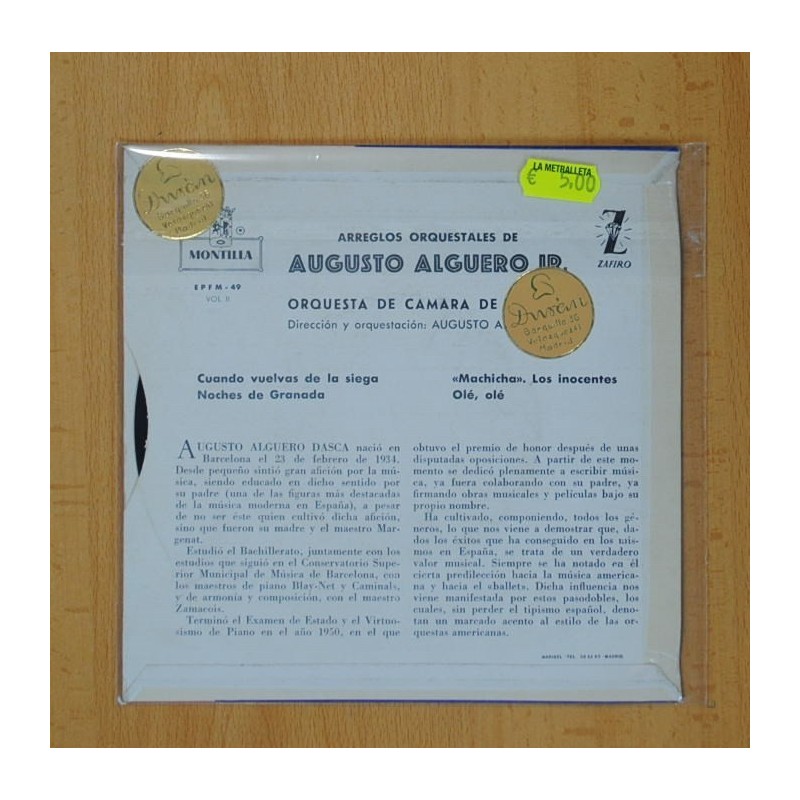 LA METRALLETA
€ 5,00
Durán
Madrid
MONTILLA
EPFM - 49
VOL. II
ZAFIRO
ARREGLOS ORQUESTALES DE
AUGUSTO ALGUERO JR.
ORQUESTA DE CAMARA DE
Dirección y orquestación: AUGUSTO A
Durán
Madrid
Cuando vuelvas de la siega
Noches de Granada
«Machicha». Los inocentes
Olé, olé
AUGUSTO ALGUERO DASCA nació en
Barcelona el 23 de febrero de 1934.
Desde pequeño sintió gran afición por la mú-
sica, siendo educado en dicho sentido por
su padre (una de las figuras más destacadas
de la música moderna en España), a pesar
de no ser éste quien cultivó dicha afición,
sino que fueron su madre y el maestro Mar-
genat.
Estudió el Bachillerato, juntamente con los
estudios que siguió en el Conservatorio Supe-
rior Municipal de Música de Barcelona, con
los maestros de piano Blay-Net y Caminals,
y de armonía y composición, con el maestro
Zamacois.
Terminó el Examen de Estado y el Virtuo-
sismo de Piano en el año 1950, en el que
obtuvo el premio de honor después de unas
disputadas oposiciones. A partir de este mo-
mento se dedicó plenamente a escribir músi-
ca, ya fuera colaborando con su padre, ya
firmando obras musicales y películas bajo su
propio nombre.
Ha cultivado, componiendo, todos los gé-
neros, lo que nos viene a demostrar que, da-
dos los éxitos que ha conseguido en los mis-
mos en España, se trata de un verdadero
valor musical. Siempre se ha notado en él
cierta predilección hacia la música america-
na y hacia el «ballet». Dicha influencia nos
viene manifestada por estos pasodobles, los
cuales, sin perder el tipismo español, deno-
tan un marcado acento al estilo de las or-
questas americanas.